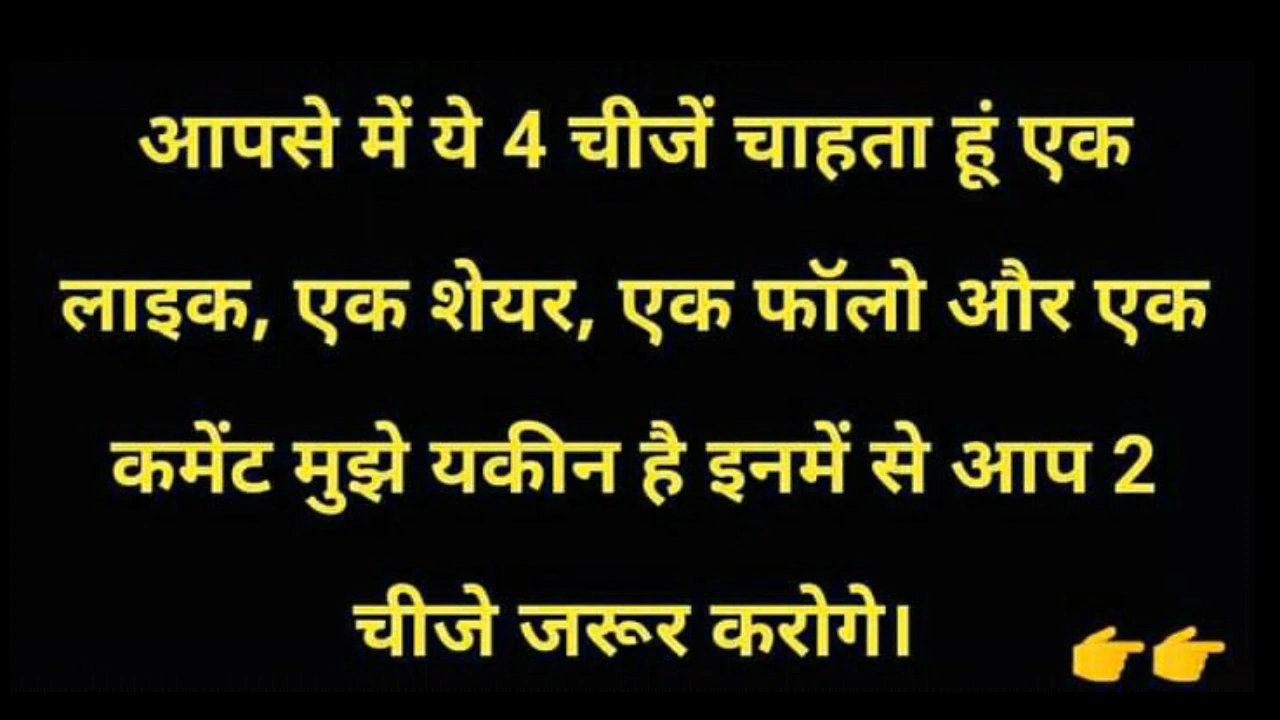 आपसे में ये 4 चीजें चाहता हूं एक
लाइक, एक शेयर, एक फॉलो और एक
कमेंट मुझे यकीन है इनमें से आप 2
चीजे जरूर करोगे।